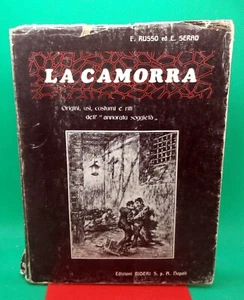 F. RUSSO ed E. SERAO
LA CAMORRA
Origini, usi, costumi e riti
dell' "annorata soggietà„
Edizioni BIDERI S. p. A. Napoli